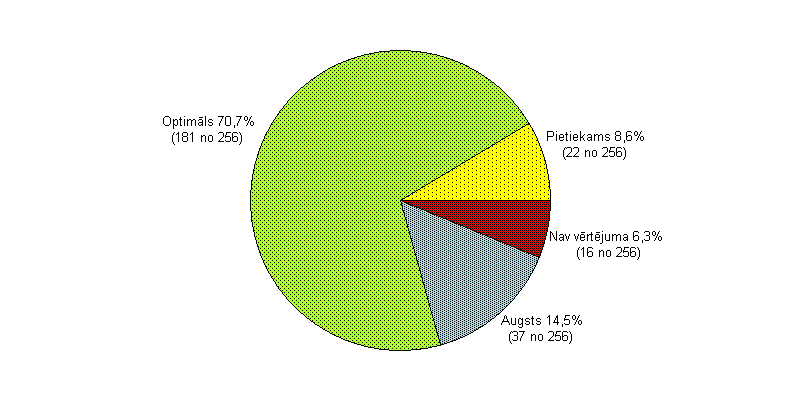 Optimāls 70,7%
(181 no 256)
Pietiekams 8,6%
(22 no 256)
Nav vērtējuma 6,3%
(16 no 256)
Augsts 14,5%
(37 no 256)